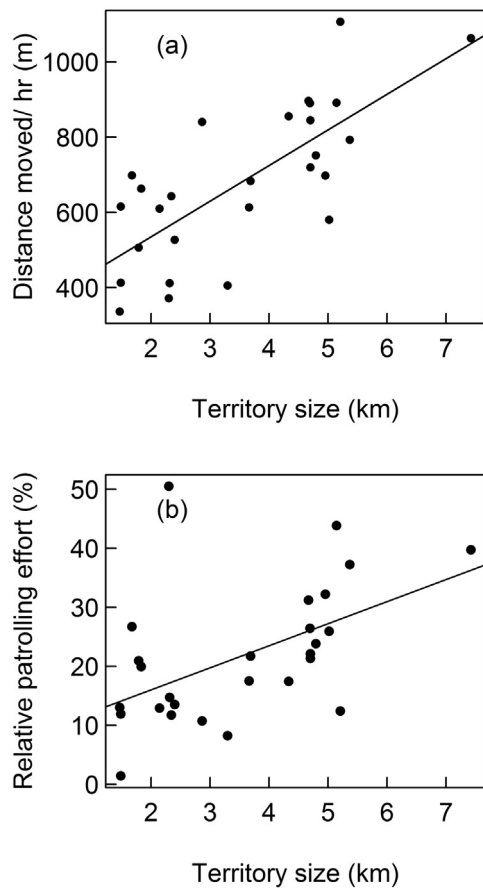 (a)
Distance moved/ hr (m)
1000
800
600
400
2 3 4 5 6 7
Territory size (km)
(b)
Relative patrolling effort (%)
50
40
30
20
10
0
2 3 4 5 6 7
Territory size (km)